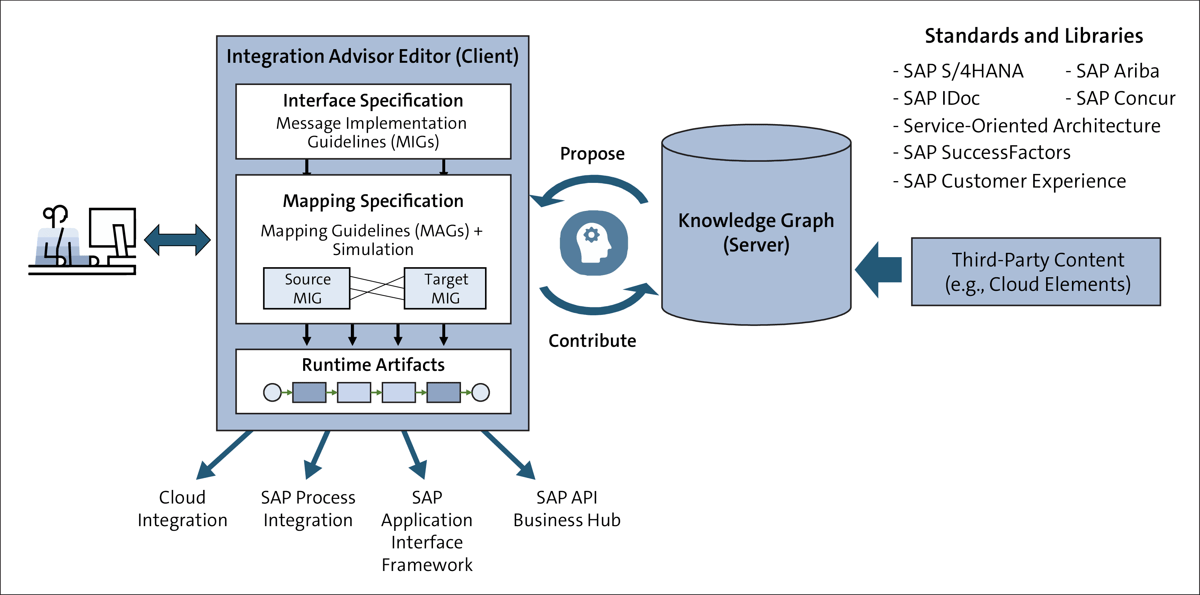 Integration Advisor Editor (Client)
Interface Specification
Message Implementation
Guidelines (MIGs)
Mapping Specification
Mapping Guidelines (MAGs) +
Simulation
Source
MIG
Target
MIG
Runtime Artifacts
Cloud
Integration
SAP Process
Integration
SAP
Application
Interface
Framework
SAP API
Business Hub
Propose
Contribute
Knowledge Graph
(Server)
Standards and Libraries
- SAP S/4HANA
- SAP Ariba
- SAP IDoc
- SAP Concur
- Service-Oriented Architecture
- SAP SuccessFactors
- SAP Customer Experience
Third-Party Content
(e.g., Cloud Elements)